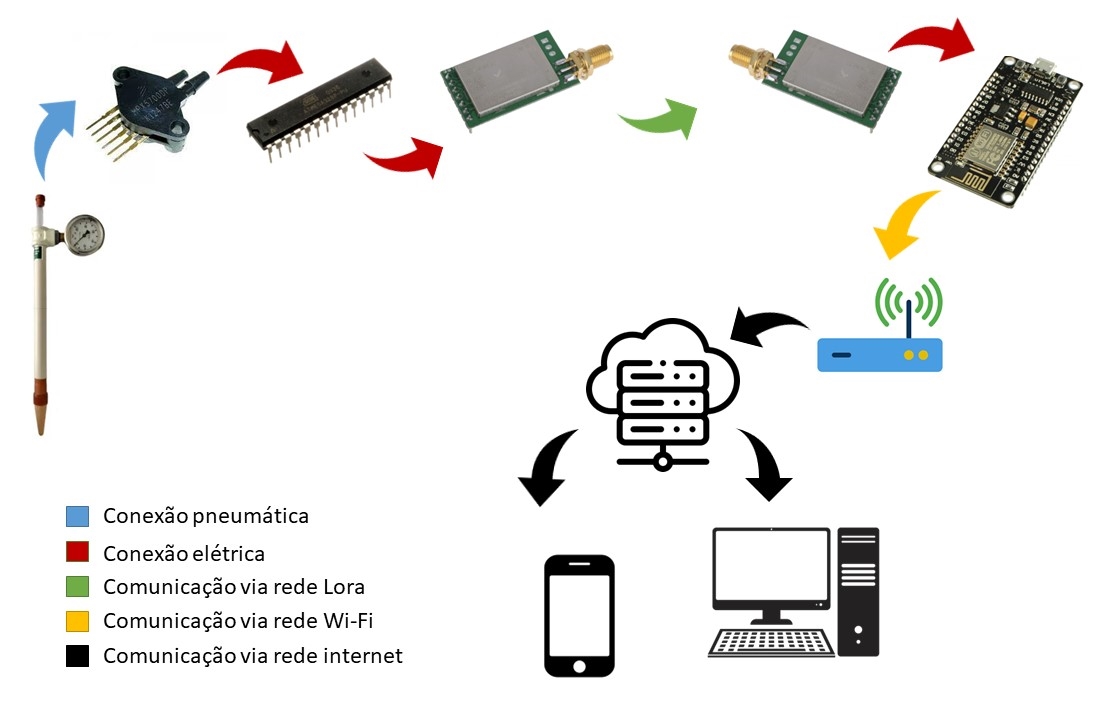 Conexão pneumática
Conexão elétrica
Comunicação via rede Lora
Comunicação via rede Wi-Fi
Comunicação via rede internet